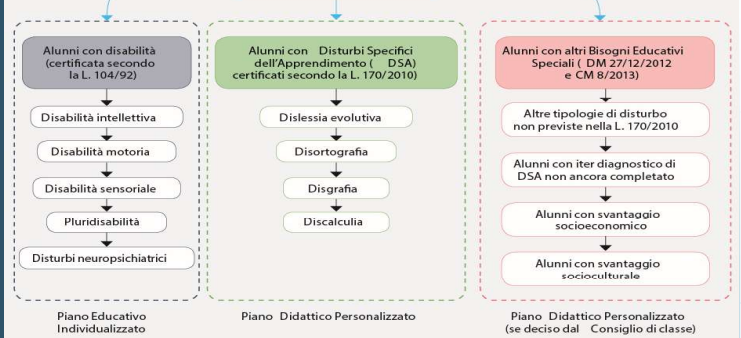 Alunni con disabilità
(certificata secondo
la L. 104/92)
Disabilità intellettiva
Disabilità motoria
Disabilità sensoriale
Pluridisabilità
Disturbi neuropsichiatrici
Piano Educativo
Individualizzato
Alunni con Disturbi Specifici
dell'Apprendimento ( DSA)
certificati secondo la L. 170/2010)
Dislessia evolutiva
Disortografia
Disgrafia
Discalculia
Piano Didattico Personalizzato
Alunni con altri Bisogni Educativi
Speciali ( DM 27/12/2012
e CM 8/2013)
Altre tipologie di disturbo
non previste nella L. 170/2010
Alunni con iter diagnostico di
DSA non ancora completato
Alunni con svantaggio
socioeconomico
Alunni con svantaggio
socioculturale
Piano Didattico Personalizzato
(se deciso dal Consiglio di classe)